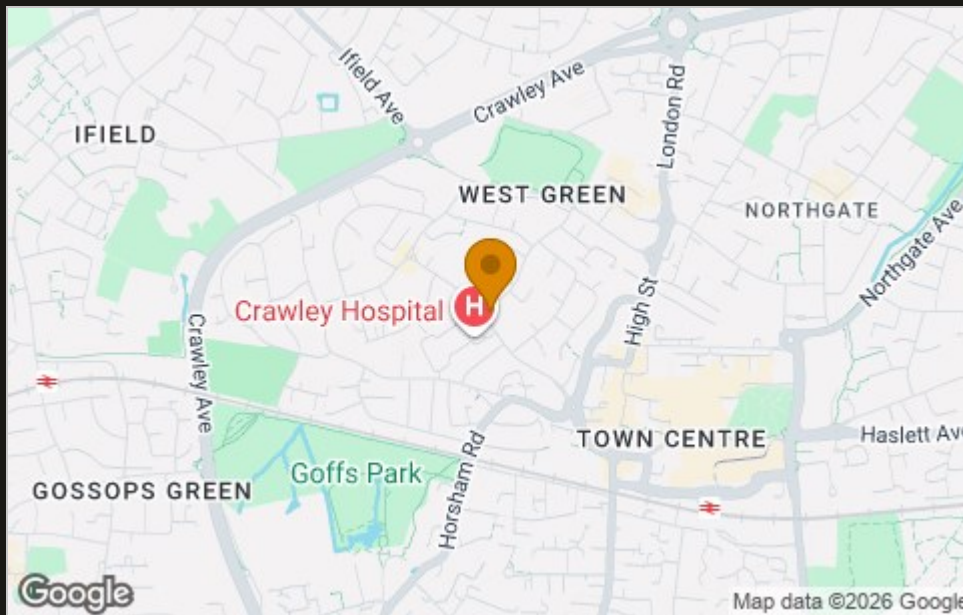 Ifield Ave
Crawley Ave
London Rd
IFIELD
WEST GREEN
NORTHGATE
Northgate Ave
Crawley Hospital
H
High St
Crawley Ave
TOWN CENTRE
Haslett Av
Horsham Rd
Goffs Park
GOSSOPS GREEN
Google
Map data ©2026 Google